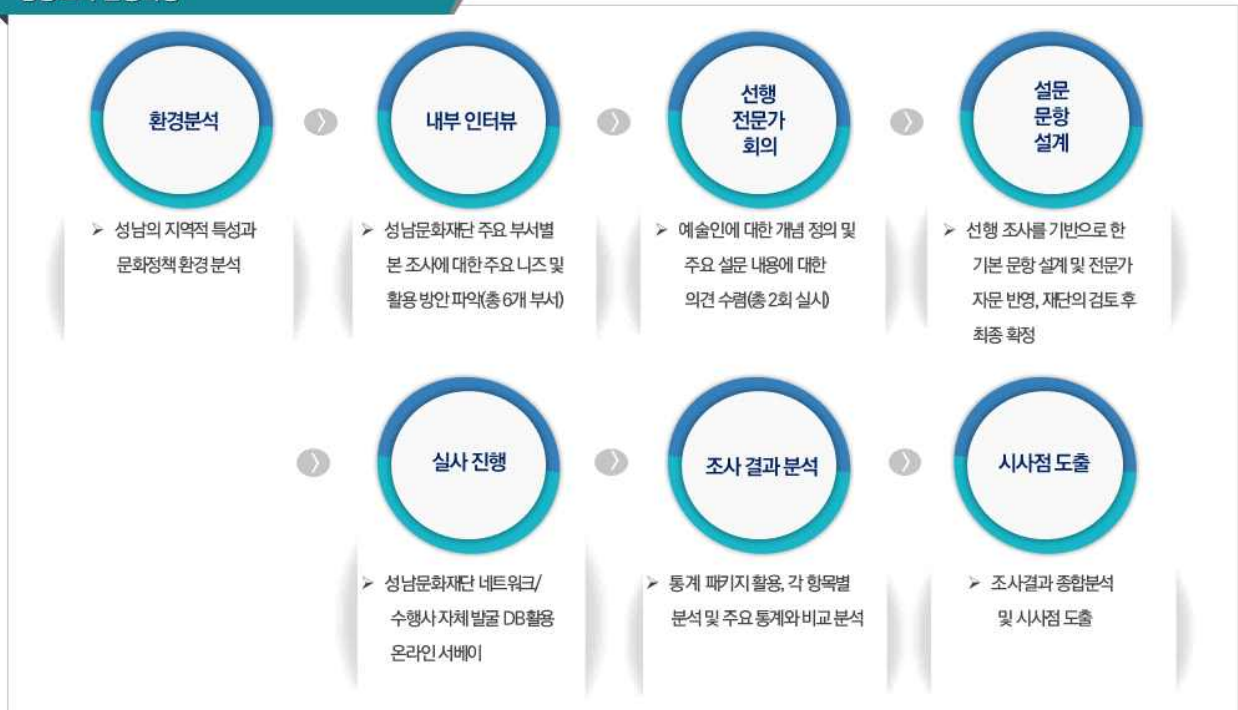 환경분석
내부 인터뷰
선행
전문가
회의
설문
문항
설계
➢ 성남의 지역적 특성과
문화정책 환경 분석
➢ 성남문화재단 주요 부서별
본 조사에 대한 주요 니즈 및
활용 방안 파악(총 6개 부서)
➢ 예술인에 대한 개념 정의 및
주요 설문 내용에 대한
의견 수렴(총 2회 실시)
➢ 선행 조사를 기반으로 한
기본 문항 설계 및 전문가
자문 반영, 재단의 검토 후
최종 확정
실사 진행
조사 결과 분석
시사점 도출
➢ 성남문화재단 네트워크/
수행사 자체 발굴 DB활용
온라인 서베이
➢ 통계 패키지 활용, 각 항목별
분석 및 주요 통계와 비교 분석
➢ 조사결과 종합분석
및 시사점 도출